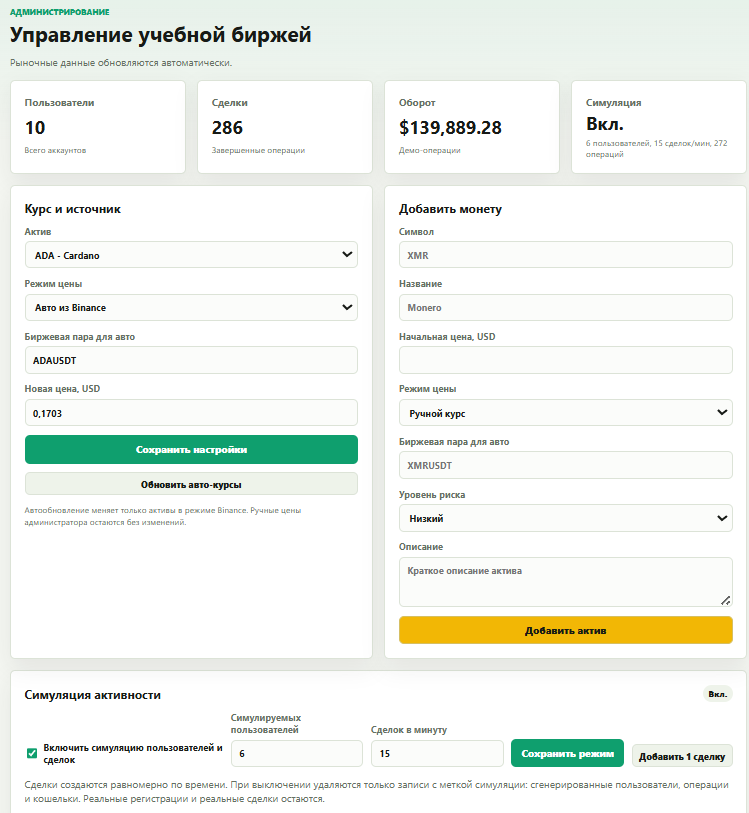 АДМИНИСТРИРОВАНИЕ
Управление учебной биржей
Рыночные данные обновляются автоматически.
Пользователи
10
Всего аккаунтов
Сделки
286
Завершенные операции
Оборот
$139,889.28
Демо-операции
Симуляция
Вкл.
6 пользователей, 15 сделок/мин, 272
операций
Курс и источник
Актив
ADA - Cardano
Режим цены
Авто из Binance
Биржевая пара для авто
ADAUSDT
Новая цена, USD
0,1703
Сохранить настройки
Обновить авто-курсы
Автообновление меняет только активы в режиме Binance. Ручные цены
администратора остаются без изменений.
Добавить монету
Символ
XMR
Название
Monero
Начальная цена, USD
Режим цены
Ручной курс
Биржевая пара для авто
XMRUSDT
Уровень риска
Низкий
Описание
Краткое описание актива
Добавить актив
Симуляция активности
Вкл.
Включить симуляцию пользователей и
сделок
Симулируемых
пользователей
6
Сделок в минуту
15
Сохранить режим
Добавить 1 сделку
Сделки создаются равномерно по времени. При выключении удаляются только записи с меткой симуляции: сгенерированные пользователи, операции
и кошельки. Реальные регистрации и реальные сделки остаются.